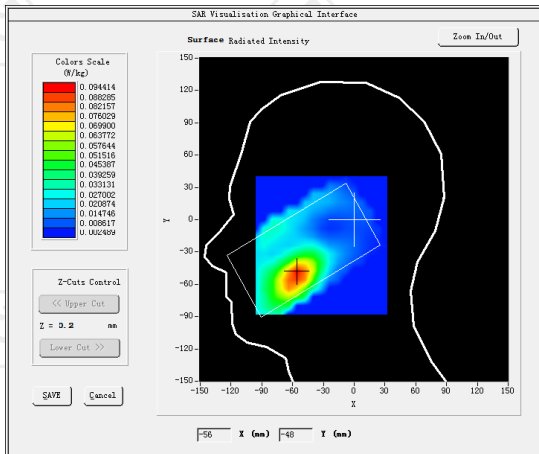 SAR Visualisation Graphical Interface
Surface Radiated Intensity
Zoom In/Out
Colors Scale
(W/kg)
0.094414
0.088285
0.082157
0.076029
0.069900
0.063772
0.057644
0.051516
0.045387
0.039259
0.033131
0.027002
0.020874
0.014746
0.008617
0.002489
Z-Cuts Control
<< Upper Cut
Z = 0.2 mm
Lower Cut >>
SAVE Cancel
150
120
90
60
30
0
-30
-60
-90
-120
-150
Y
-150 -120 -90 -60 -30 0 30 60 90 120 150
X
-56 X (mm) -48 Y (mm)